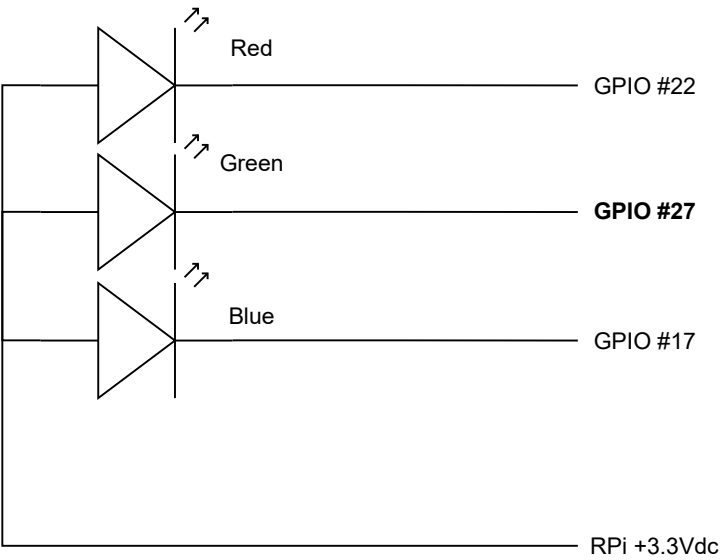 Red
GPIO #22
Green
GPIO #27
Blue
GPIO #17
RPi +3.3Vdc